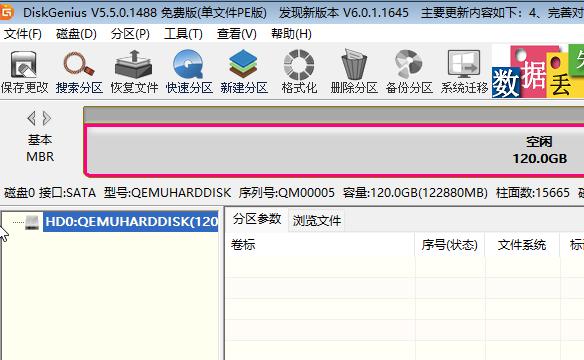 DiskGenius V5.5.0.1488 免费版(单文件PE版)    发现新版本 V6.0.1.1645    主要更新内容如下：4、完善对
文件(F) 磁盘(D) 分区(P) 工具(T) 查看(V) 帮助(H)
保存更改 搜索分区 恢复文件 快速分区 新建分区 格式化 删除分区 备份分区 系统迁移 数据丢
基本
MBR
空闲
120.0GB
磁盘0 接口:SATA 型号:QEMUHARDDISK 序列号:QM00005 容量:120.0GB(122880MB) 柱面数:15665
HD0:QEMUHARDDISK(120
分区参数 浏览文件
卷标 序号(状态) 文件系统